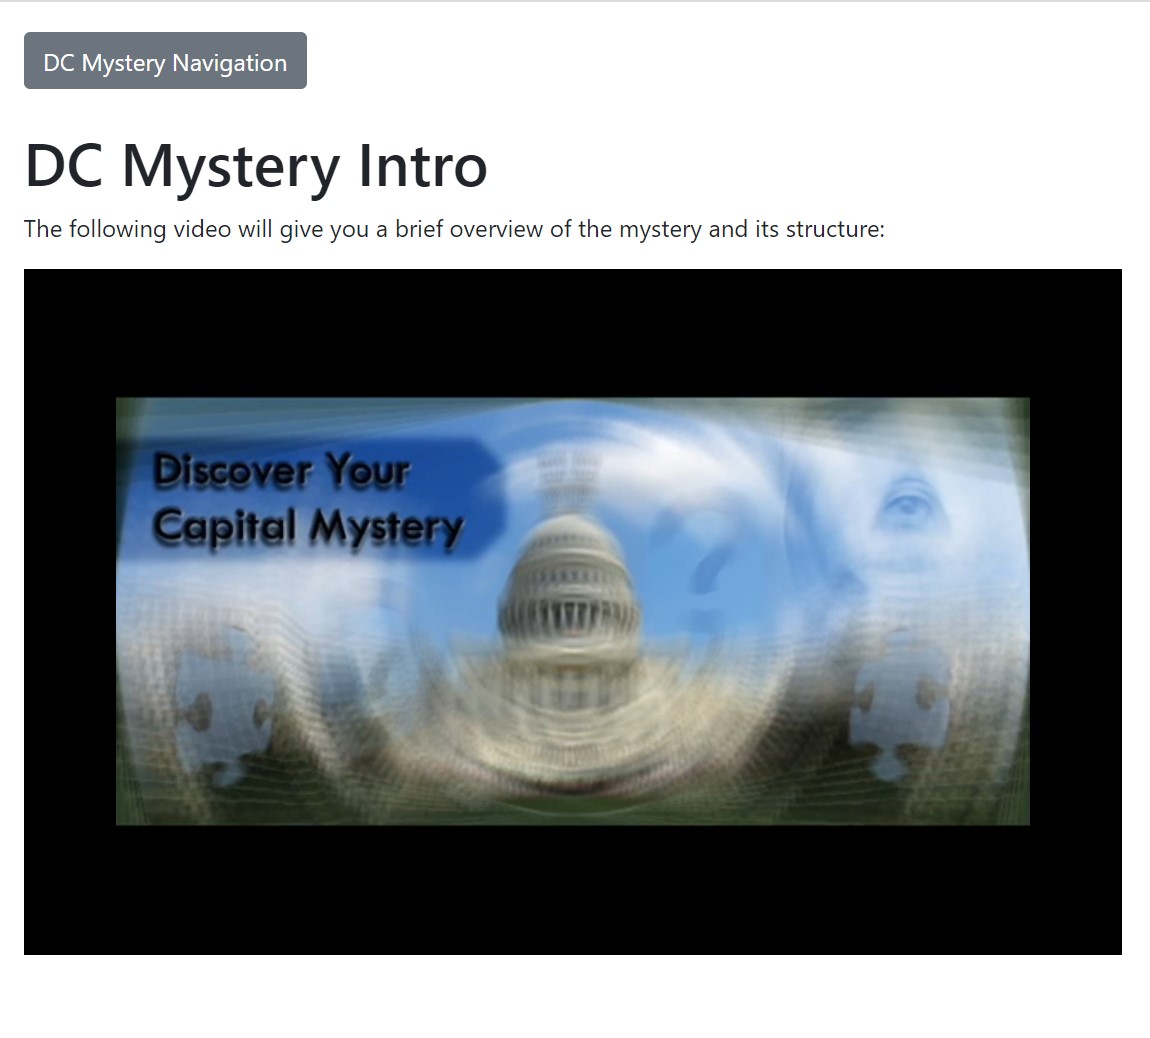 DC Mystery Navigation
DC Mystery Intro
The following video will give you a brief overview of the mystery and its structure:
Discover Your
Capital Mystery
?